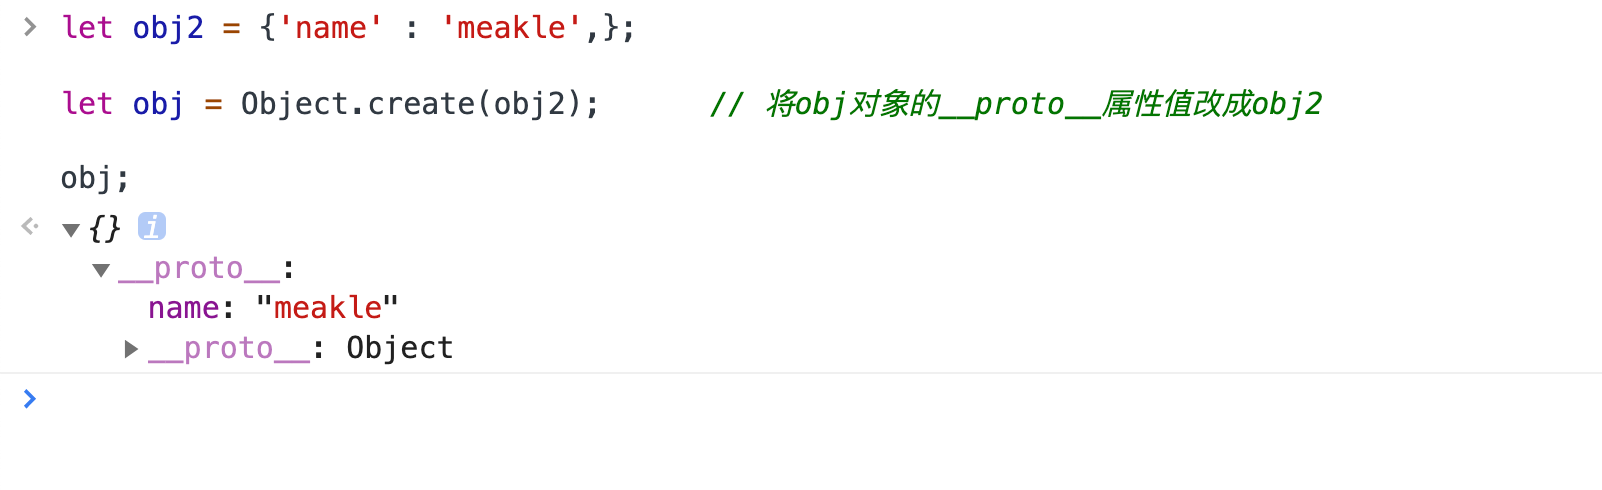 let obj2 = {'name' : 'meakle',};
let obj = Object.create(obj2);      // 将obj对象的__proto__属性值改成obj2
obj;
{} i
__proto__:
name: "meakle"
__proto__: Object